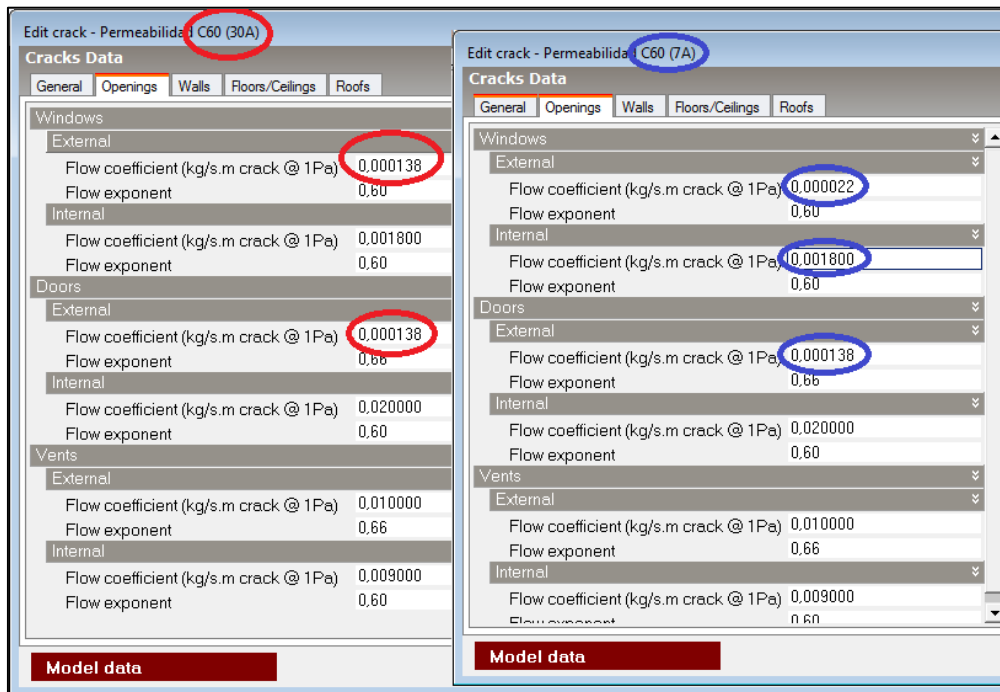 Edit crack - Permeabilidad C60 (30A)
Cracks Data
General Openings Walls Floors/Ceilings Roofs
Windows
External
Flow coefficient (kg/s.m crack @ 1Pa) 0,000138
Flow exponent 0,60
Internal
Flow coefficient (kg/s.m crack @ 1Pa) 0,001800
Flow exponent 0,60
Doors
External
Flow coefficient (kg/s.m crack @ 1Pa) 0,000138
Flow exponent 0,66
Internal
Flow coefficient (kg/s.m crack @ 1Pa) 0,020000
Flow exponent 0,60
Vents
External
Flow coefficient (kg/s.m crack @ 1Pa) 0,010000
Flow exponent 0,66
Internal
Flow coefficient (kg/s.m crack @ 1Pa) 0,009000
Flow exponent 0,60
Model data
Edit crack - Permeabilidad C60 (7A)
Cracks Data
General Openings Walls Floors/Ceilings Roofs
Windows
External
Flow coefficient (kg/s.m crack @ 1Pa) 0,000022
Flow exponent 0,60
Internal
Flow coefficient (kg/s.m crack @ 1Pa) 0,001800
Flow exponent 0,60
Doors
External
Flow coefficient (kg/s.m crack @ 1Pa) 0,000138
Flow exponent 0,66
Internal
Flow coefficient (kg/s.m crack @ 1Pa) 0,020000
Flow exponent 0,60
Vents
External
Flow coefficient (kg/s.m crack @ 1Pa) 0,010000
Flow exponent 0,66
Internal
Flow coefficient (kg/s.m crack @ 1Pa) 0,009000
Flow exponent 0,60
Model data